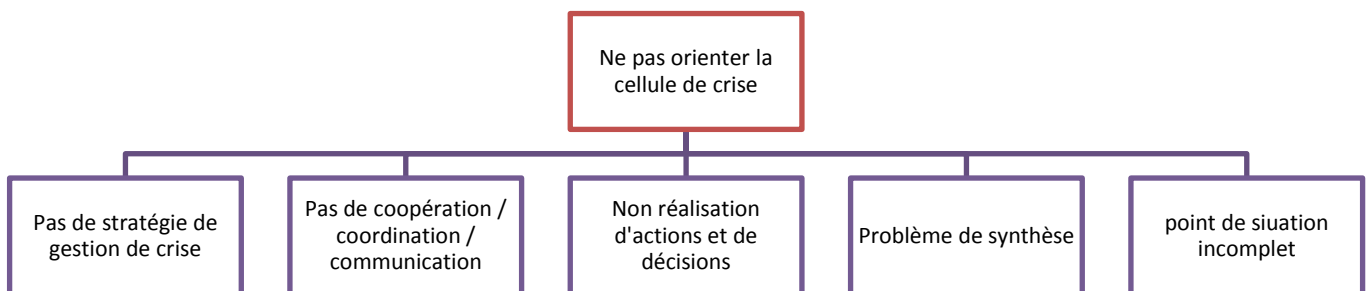 Ne pas orienter la
cellule de crise
Pas de stratégie de
gestion de crise
Pas de coopération /
coordination /
communication
Non réalisation
d'actions et de
décisions
Problème de synthèse
point de siuation
incomplet